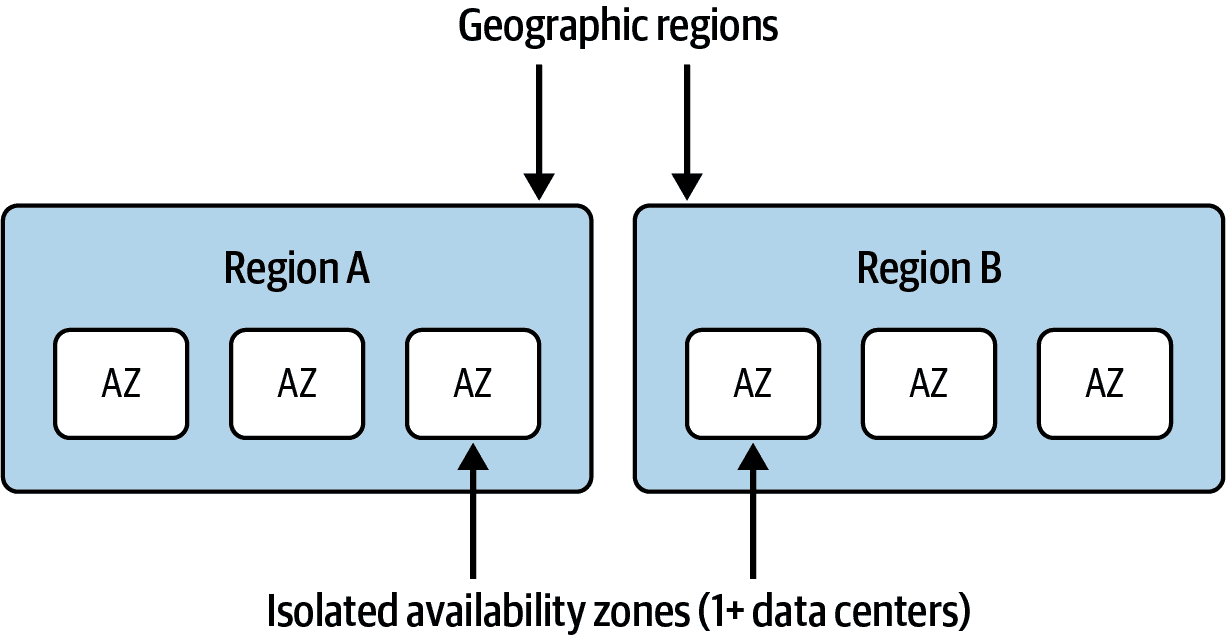 Geographic regions
Region A
AZ AZ AZ
Region B
AZ AZ AZ
Isolated availability zones (1+ data centers)